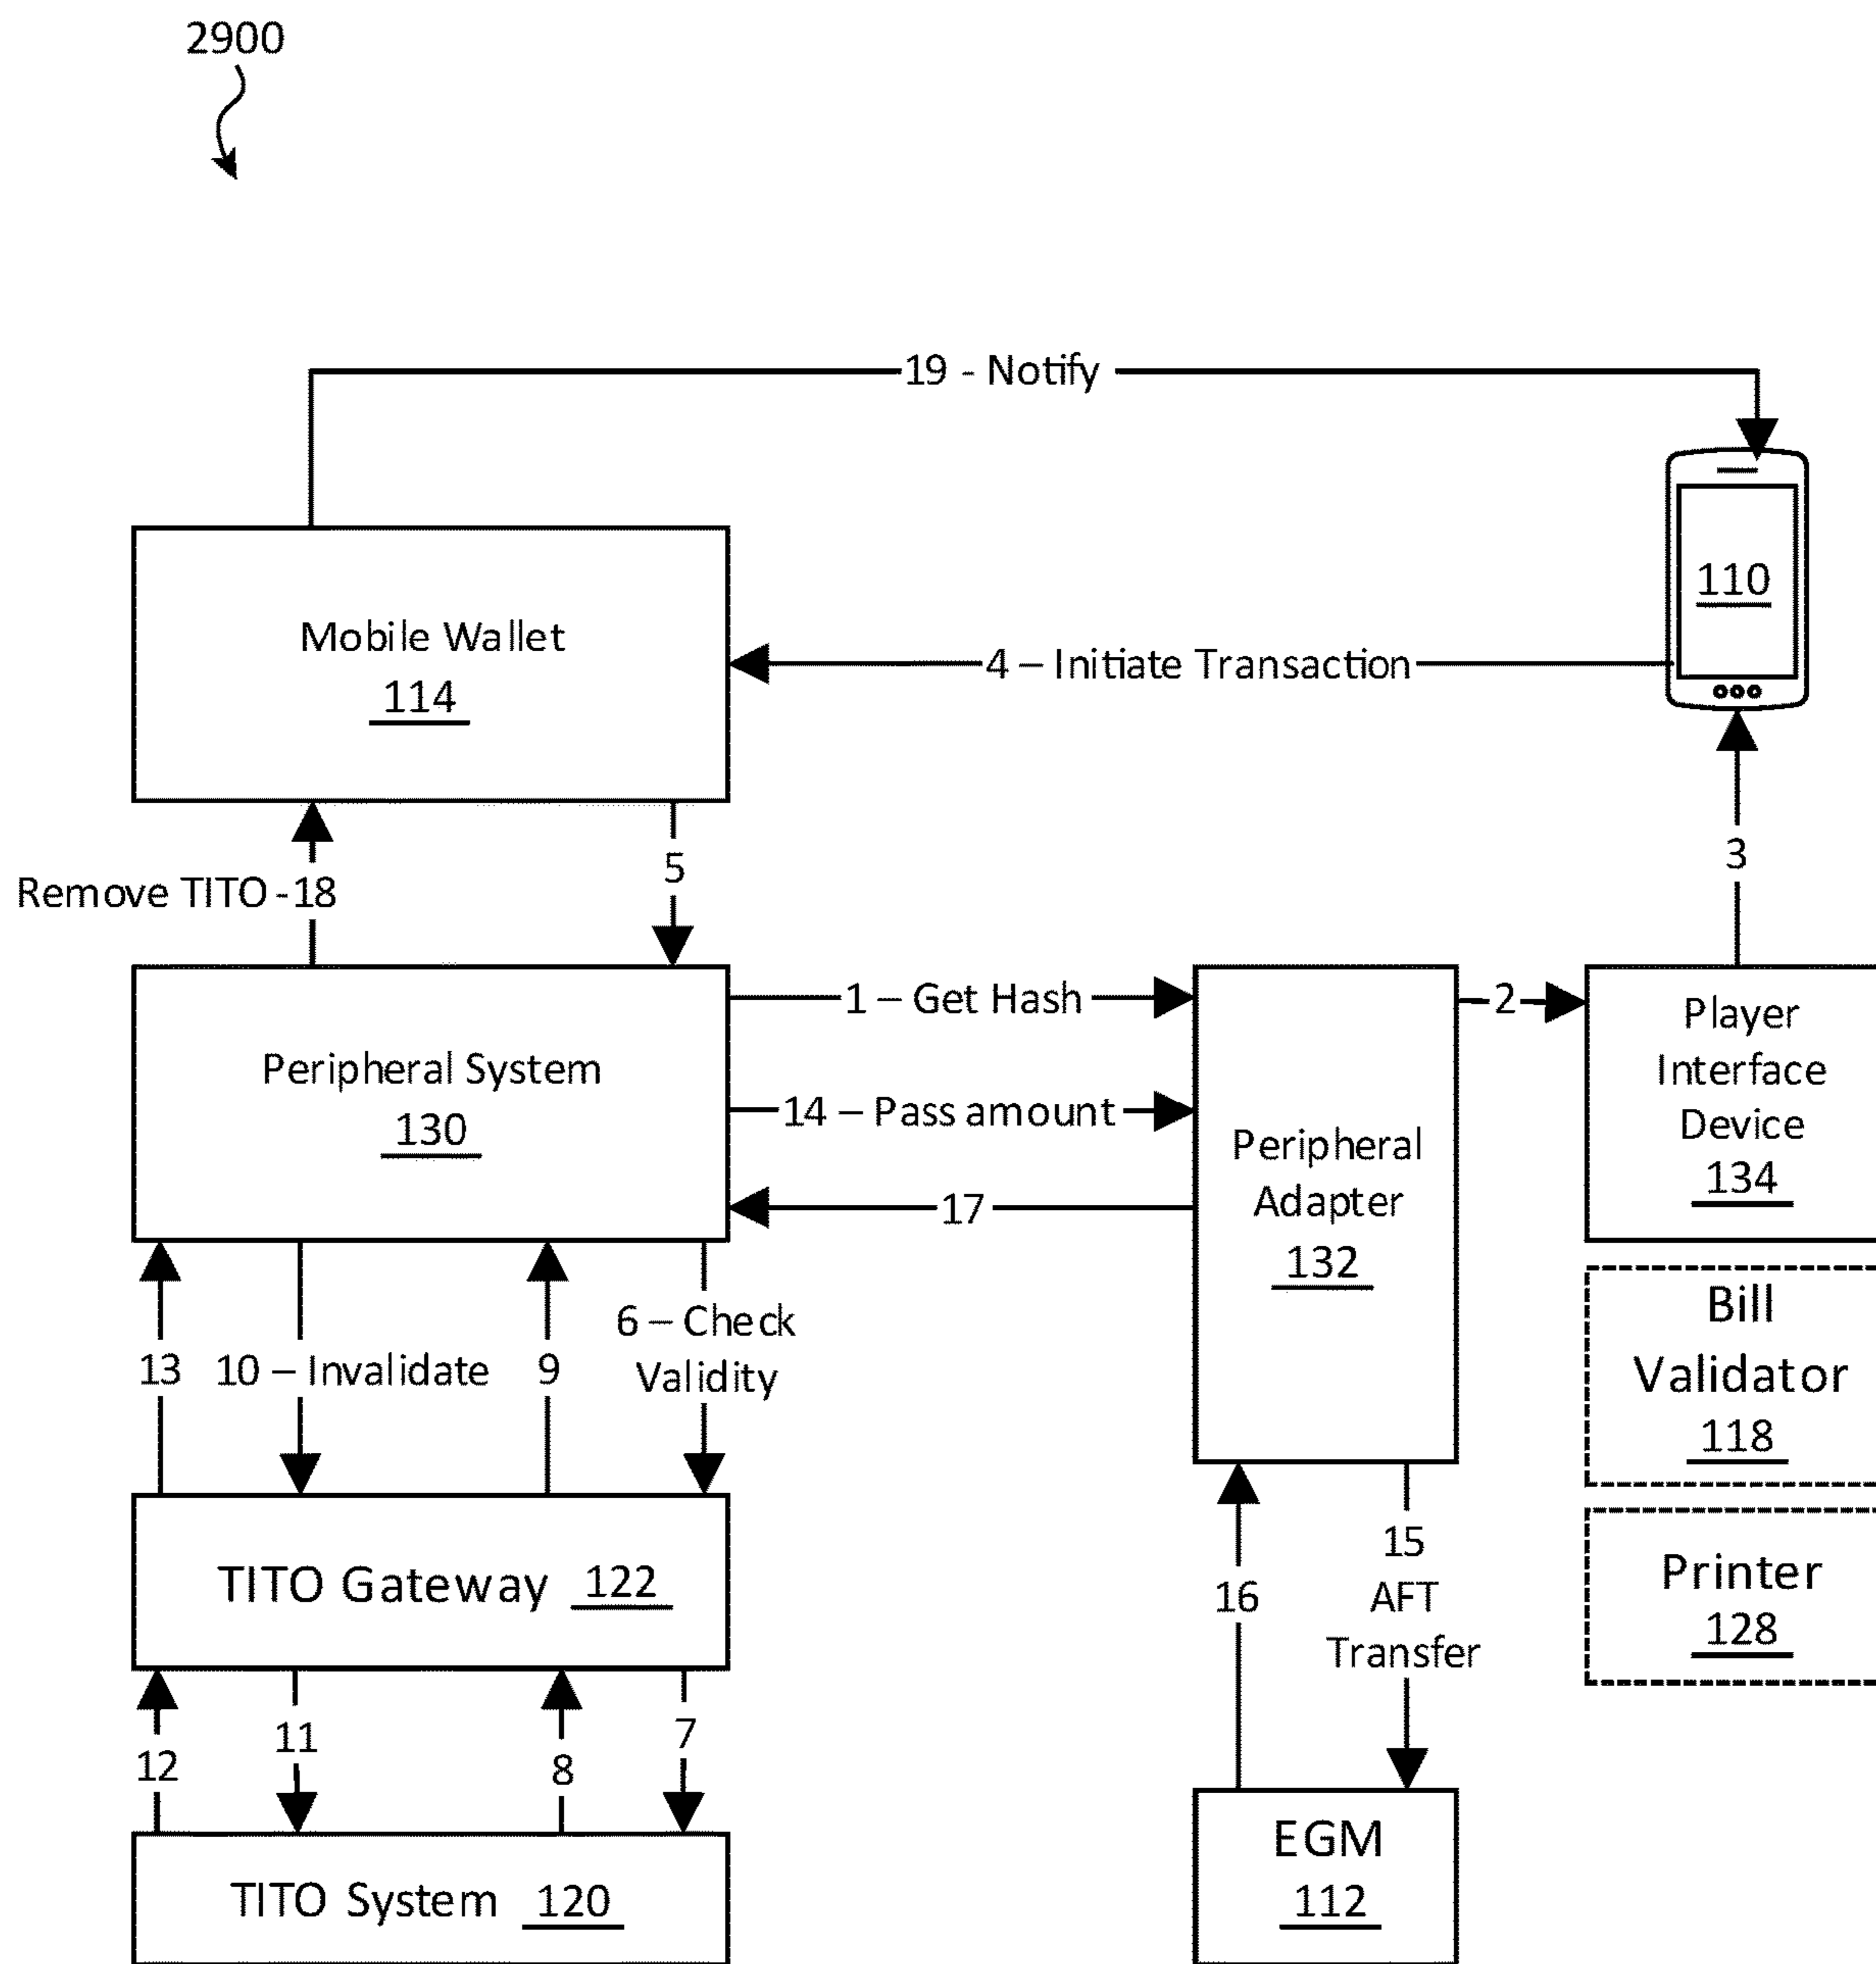 2900
19 - Notify
110
Mobile Wallet
114
4 – Initiate Transaction
5
3
Remove TITO -18
1 – Get Hash
2
Player
Interface
Device
134
Peripheral System
130
14 – Pass amount
Peripheral
Adapter
132
17
Bill
Validator
118
6 – Check
Validity
13
10 – Invalidate
9
15
AFT
Transfer
16
Printer
128
TITO Gateway 122
12
11
8
7
EGM
112
TITO System 120